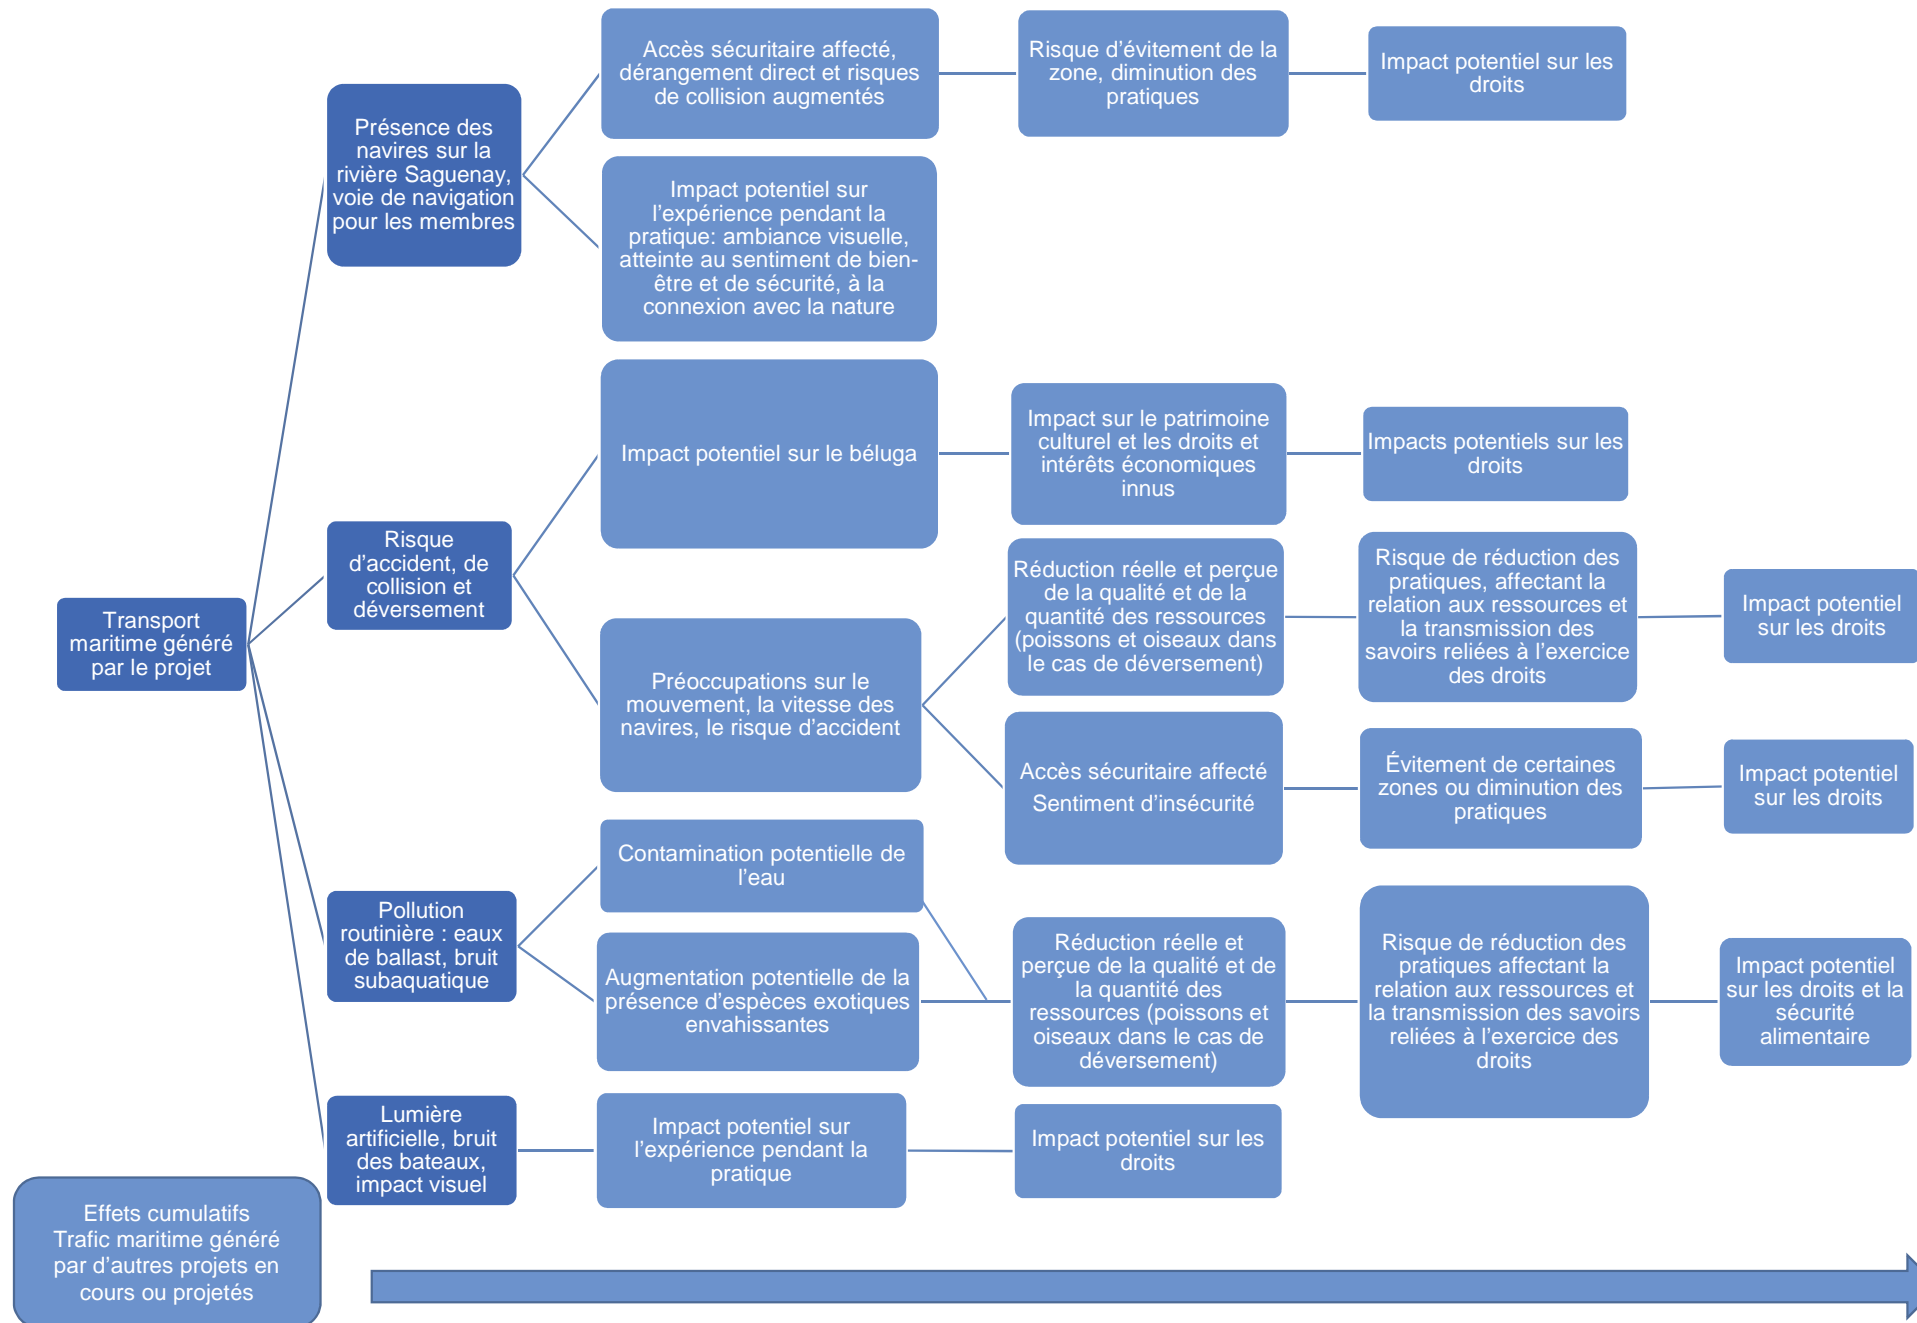 Transport
maritime généré
par le projet
Présence des
navires sur la
rivière Saguenay,
voie de navigation
pour les membres
Accès sécuritaire affecté,
dérangement direct et risques
de collision augmentés
Risque d’évitement de la
zone, diminution des
pratiques
Impact potentiel sur les
droits
Impact potentiel sur
l’expérience pendant la
pratique: ambiance visuelle,
atteinte au sentiment de bien-
être et de sécurité, à la
connexion avec la nature
Risque
d’accident, de
collision et
déversement
Impact potentiel sur le béluga
Impact sur le patrimoine
culturel et les droits et
intérêts économiques
innus
Impacts potentiels sur les
droits
Préoccupations sur le
mouvement, la vitesse des
navires, le risque d’accident
Réduction réelle et perçue
de la qualité et de la
quantité des ressources
(poissons et oiseaux dans
le cas de déversement)
Risque de réduction des
pratiques, affectant la
relation aux ressources et
la transmission des
savoirs reliées à l’exercice
des droits
Impact potentiel
sur les droits
Accès sécuritaire affecté
Sentiment d’insécurité
Évitement de certaines
zones ou diminution des
pratiques
Impact potentiel
sur les droits
Pollution
routinière : eaux
de ballast, bruit
subaquatique
Contamination potentielle de
l’eau
Augmentation potentielle de la
présence d’espèces exotiques
envahissantes
Réduction réelle et
perçue de la qualité et de
la quantité des
ressources (poissons et
oiseaux dans le cas de
déversement)
Risque de réduction des
pratiques affectant la
relation aux ressources et
la transmission des savoirs
reliées à l’exercice des
droits
Impact potentiel
sur les droits et la
sécurité
alimentaire
Lumière
artificielle, bruit
des bateaux,
impact visuel
Impact potentiel sur
l’expérience pendant la
pratique
Impact potentiel sur les
droits
Effets cumulatifs
Trafic maritime généré
par d’autres projets en
cours ou projetés